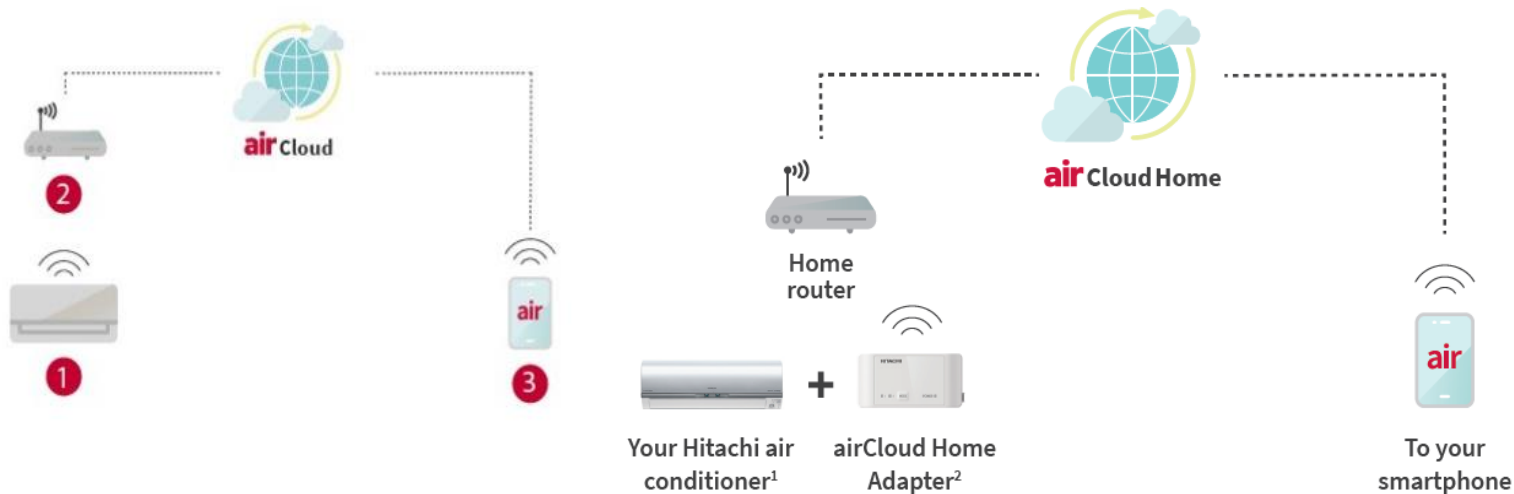 air Cloud
2
1
air
3
air Cloud Home
Home
router
HITACHI
Your Hitachi air
conditioner¹
airCloud Home
Adapter²
air
To your
smartphone